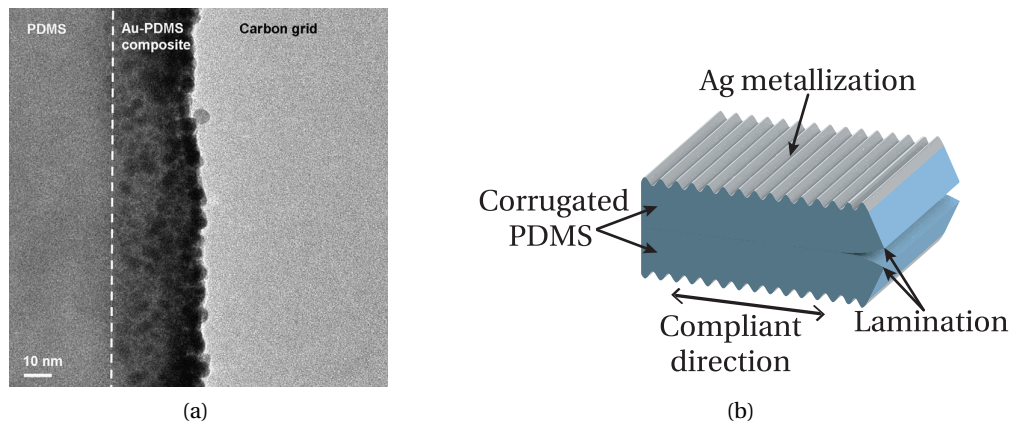 PDMS
Au-PDMS
composite
Carbon grid
10 nm
(a)
Ag metallization
Corrugated
PDMS
Compliant
direction
Lamination
(b)